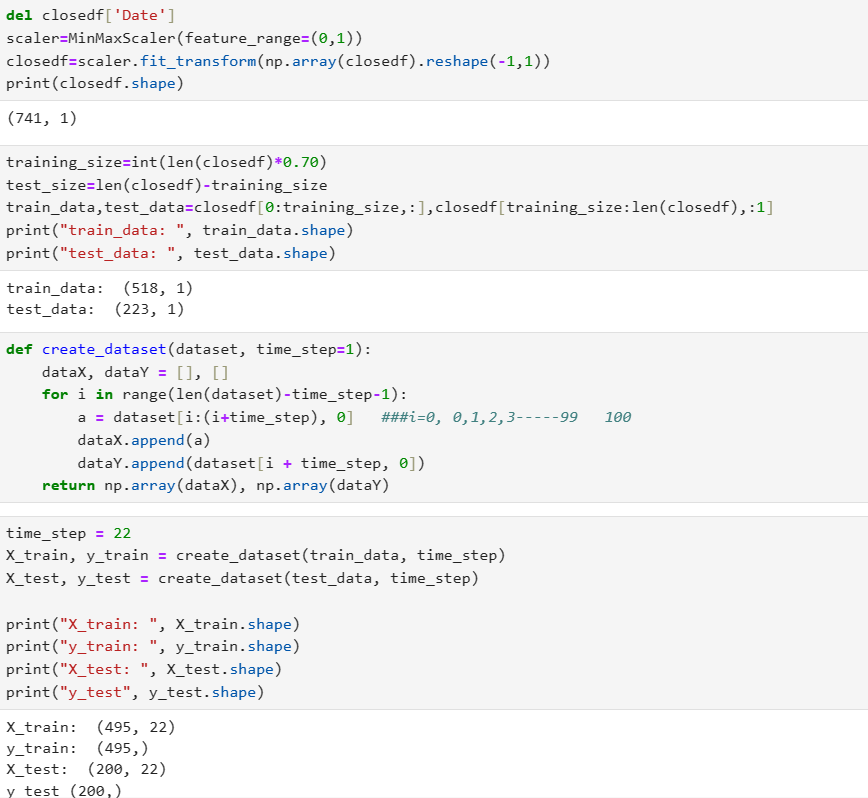 del closedf['Date']
scaler=MinMaxScaler(feature_range=(0,1))
closedf=scaler.fit_transform(np.array(closedf).reshape(-1,1))
print(closedf.shape)
(741, 1)
training_size=int(len(closedf)*0.70)
test_size=len(closedf)-training_size
train_data,test_data=closedf[0:training_size,:],closedf[training_size:len(closedf),:1]
print("train_data: ", train_data.shape)
print("test_data: ", test_data.shape)
train_data:  (518, 1)
test_data:  (223, 1)
def create_dataset(dataset, time_step=1):
    dataX, dataY = [], []
    for i in range(len(dataset)-time_step-1):
        a = dataset[i:(i+time_step), 0]   ###i=0, 0,1,2,3-----99   100
        dataX.append(a)
        dataY.append(dataset[i + time_step, 0])
    return np.array(dataX), np.array(dataY)
time_step = 22
X_train, y_train = create_dataset(train_data, time_step)
X_test, y_test = create_dataset(test_data, time_step)
print("X_train: ", X_train.shape)
print("y_train: ", y_train.shape)
print("X_test: ", X_test.shape)
print("y_test", y_test.shape)
X_train:  (495, 22)
y_train:  (495,)
X_test:  (200, 22)
y_test (200,)